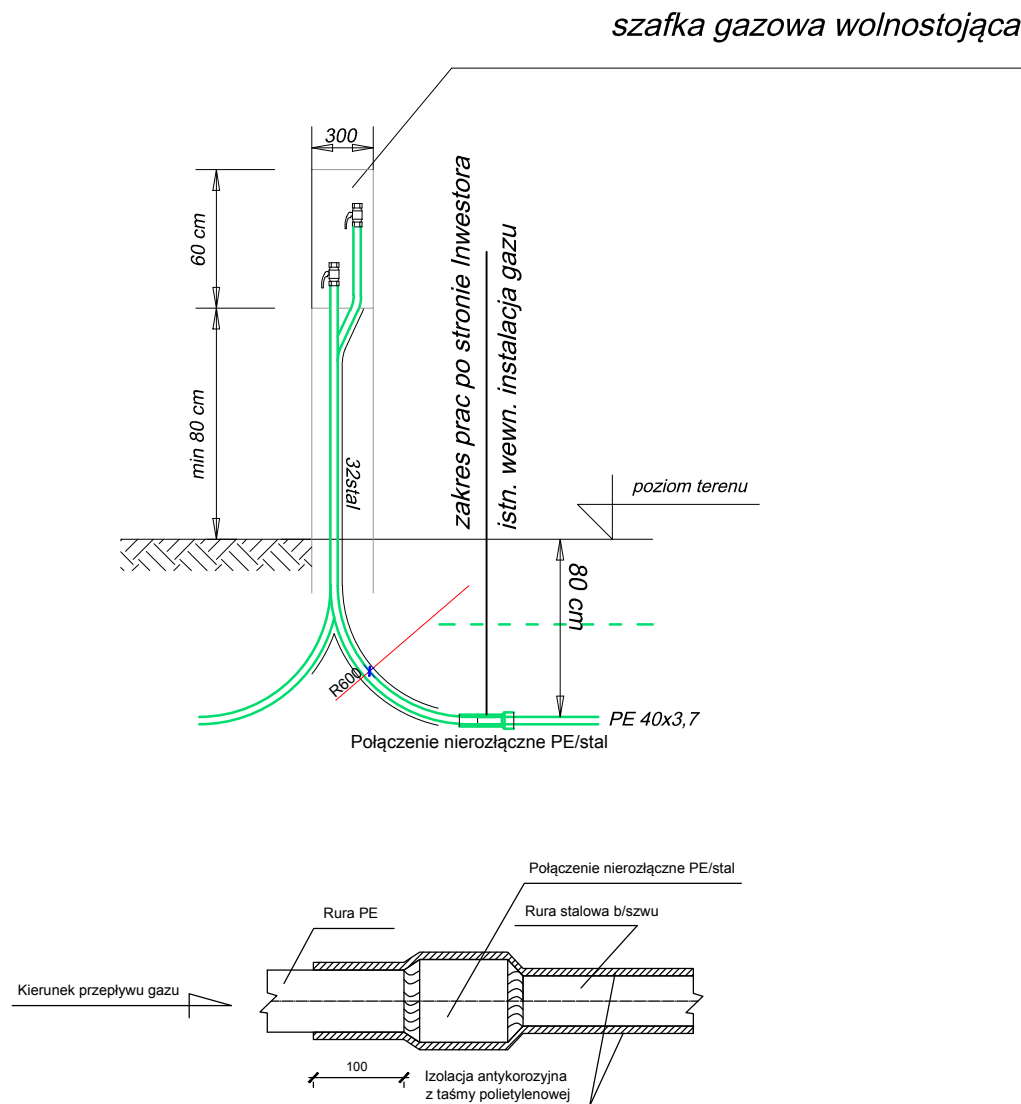 szafka gazowa wolnostojąca
300
60 cm
min 80 cm
32stal
zakres prac po stronie Inwestora
istn. wewn. instalacja gazu
poziom terenu
80 cm
R600
PE 40x3,7
Połączenie nierozłączne PE/stal
Połączenie nierozłączne PE/stal
Rura PE
Rura stalowa b/szwu
Kierunek przepływu gazu
100
Izolacja antykorozyjna
z taśmy polietylenowej